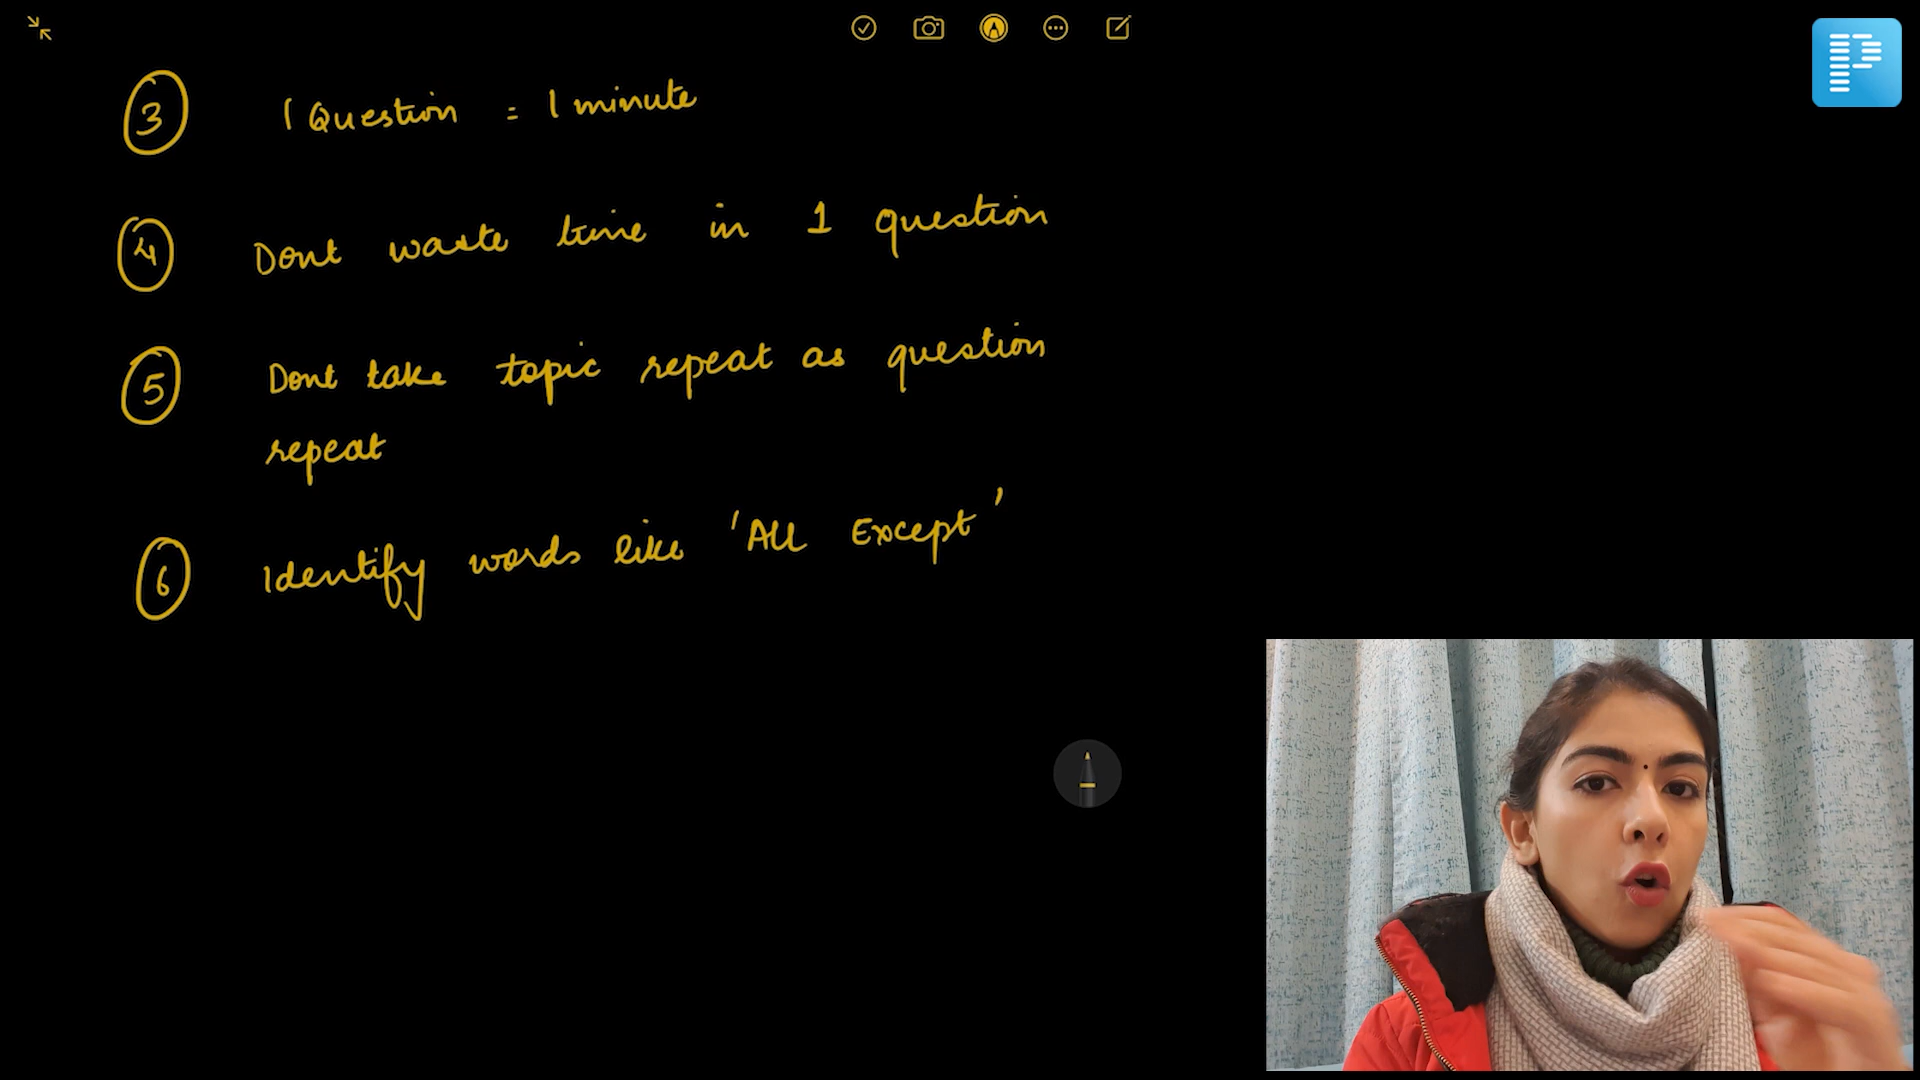 3 1 Question = 1 minute
4 Dont waste time in 1 question
5 Dont take topic repeat as question
repeat
6 Identify words like 'All Except'